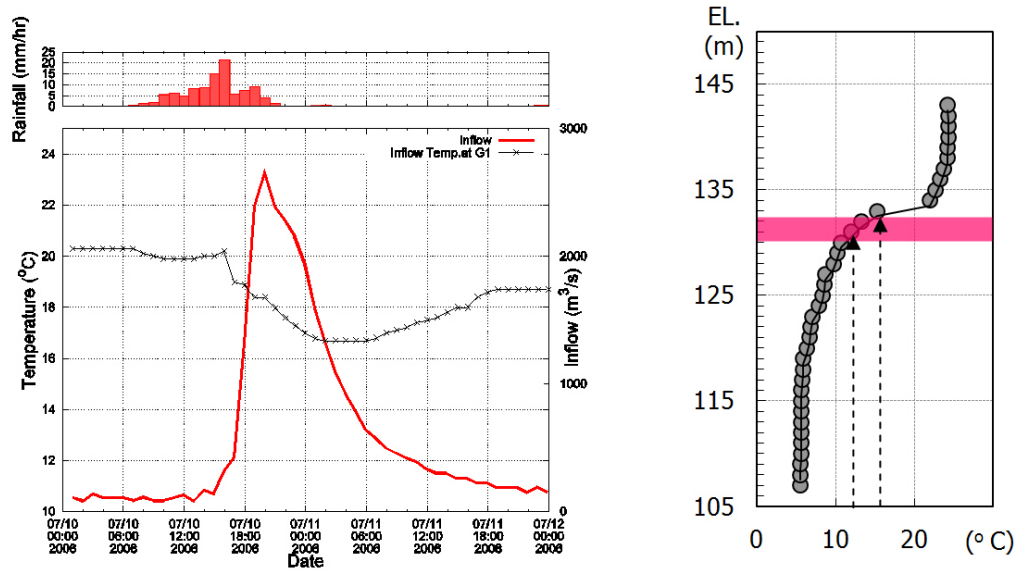 Rainfall (mm/hr)
25
20
15
10
5
0
Temperature (°C)
24
22
20
18
16
14
12
10
Inflow
Inflow Temp.at G1
3000
2000
1000
0
Inflow (m³/s)
07/10 07/10 07/10 07/10 07/11 07/11 07/11 07/11 07/12
00:00 06:00 12:00 18:00 00:00 06:00 12:00 18:00 00:00
2006 2006 2006 2006 2006 2006 2006 2006 2006
Date
EL.
(m)
145
135
125
115
105
0 10 20 (° C)